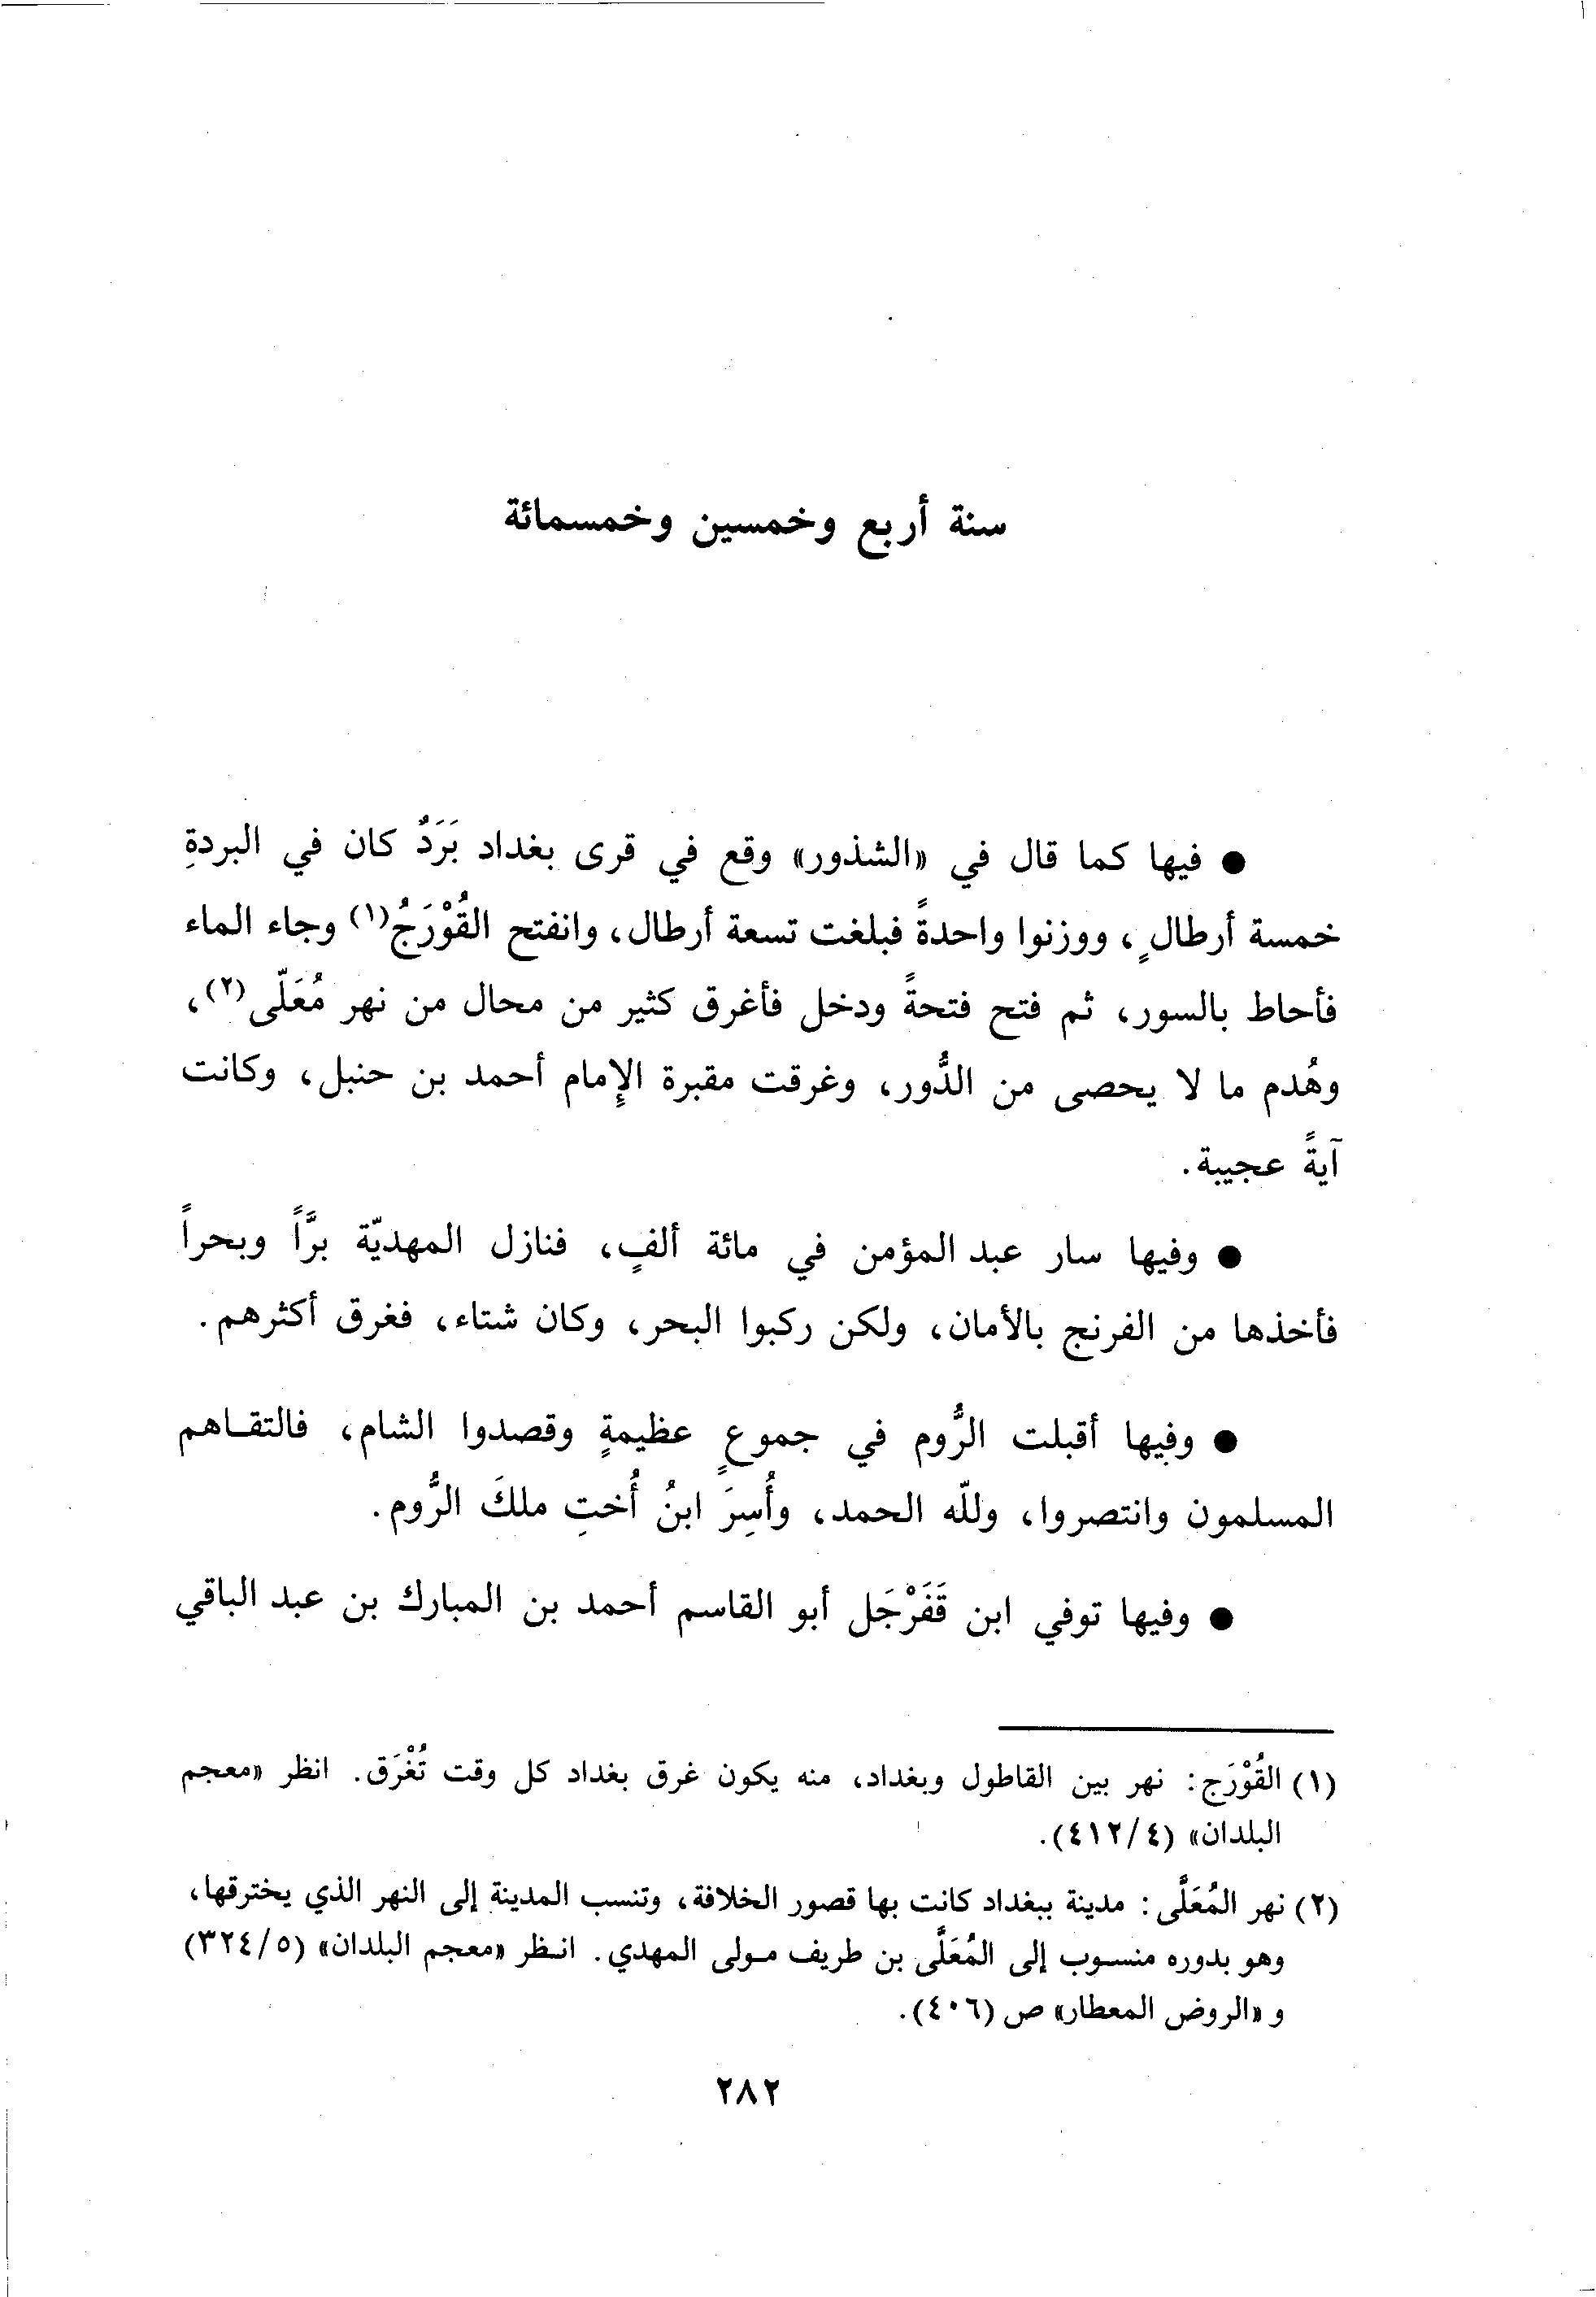 سنة أربع وخمسين وخمسمائة
● فيها كما قال في «الشذور» وقع في قرى بغداد بَرَدٌ كان في البردةِ
خمسة أرطالٍ، ووزنوا واحدةً فبلغت تسعة أرطال، وانفتح القُوْرَجُ(١) وجاء الماء
فأحاط بالسور، ثم فتح فتحةً ودخل فأغرق كثير من محال من نهر مُعَلّى(٢)،
وهُدم ما لا يحصى من الدُّور، وغرقت مقبرة الإِمام أحمد بن حنبل، وكانت
آيةً عجيبة.
● وفيها سار عبد المؤمن في مائة ألفٍ، فنازل المهديّة برَّاً وبحراً
فأخذها من الفرنج بالأمان، ولكن ركبوا البحر، وكان شتاء، فغرق أكثرهم.
● وفيها أقبلت الرُّوم في جموعٍ عظيمةٍ وقصدوا الشام، فالتقاهم
المسلمون وانتصروا، وللّه الحمد، وأُسِرَ ابنُ أُختِ ملكَ الرُّوم.
● وفيها توفي ابن قَفَرْجَل أبو القاسم أحمد بن المبارك بن عبد الباقي
(١) القُوْرَج: نهر بين القاطول وبغداد، منه يكون غرق بغداد كل وقت تُغْرَق. انظر «معجم
البلدان» (٤/٤١٢).
(٢) نهر المُعَلَّى: مدينة ببغداد كانت بها قصور الخلافة، وتنسب المدينة إلى النهر الذي يخترقها،
وهو بدوره منسوب إلى المُعَلَّى بن طريف مولى المهدي. انظر «معجم البلدان» (٥/٣٢٤)
و «الروض المعطار» ص (٤٠٦).
٢٨٢